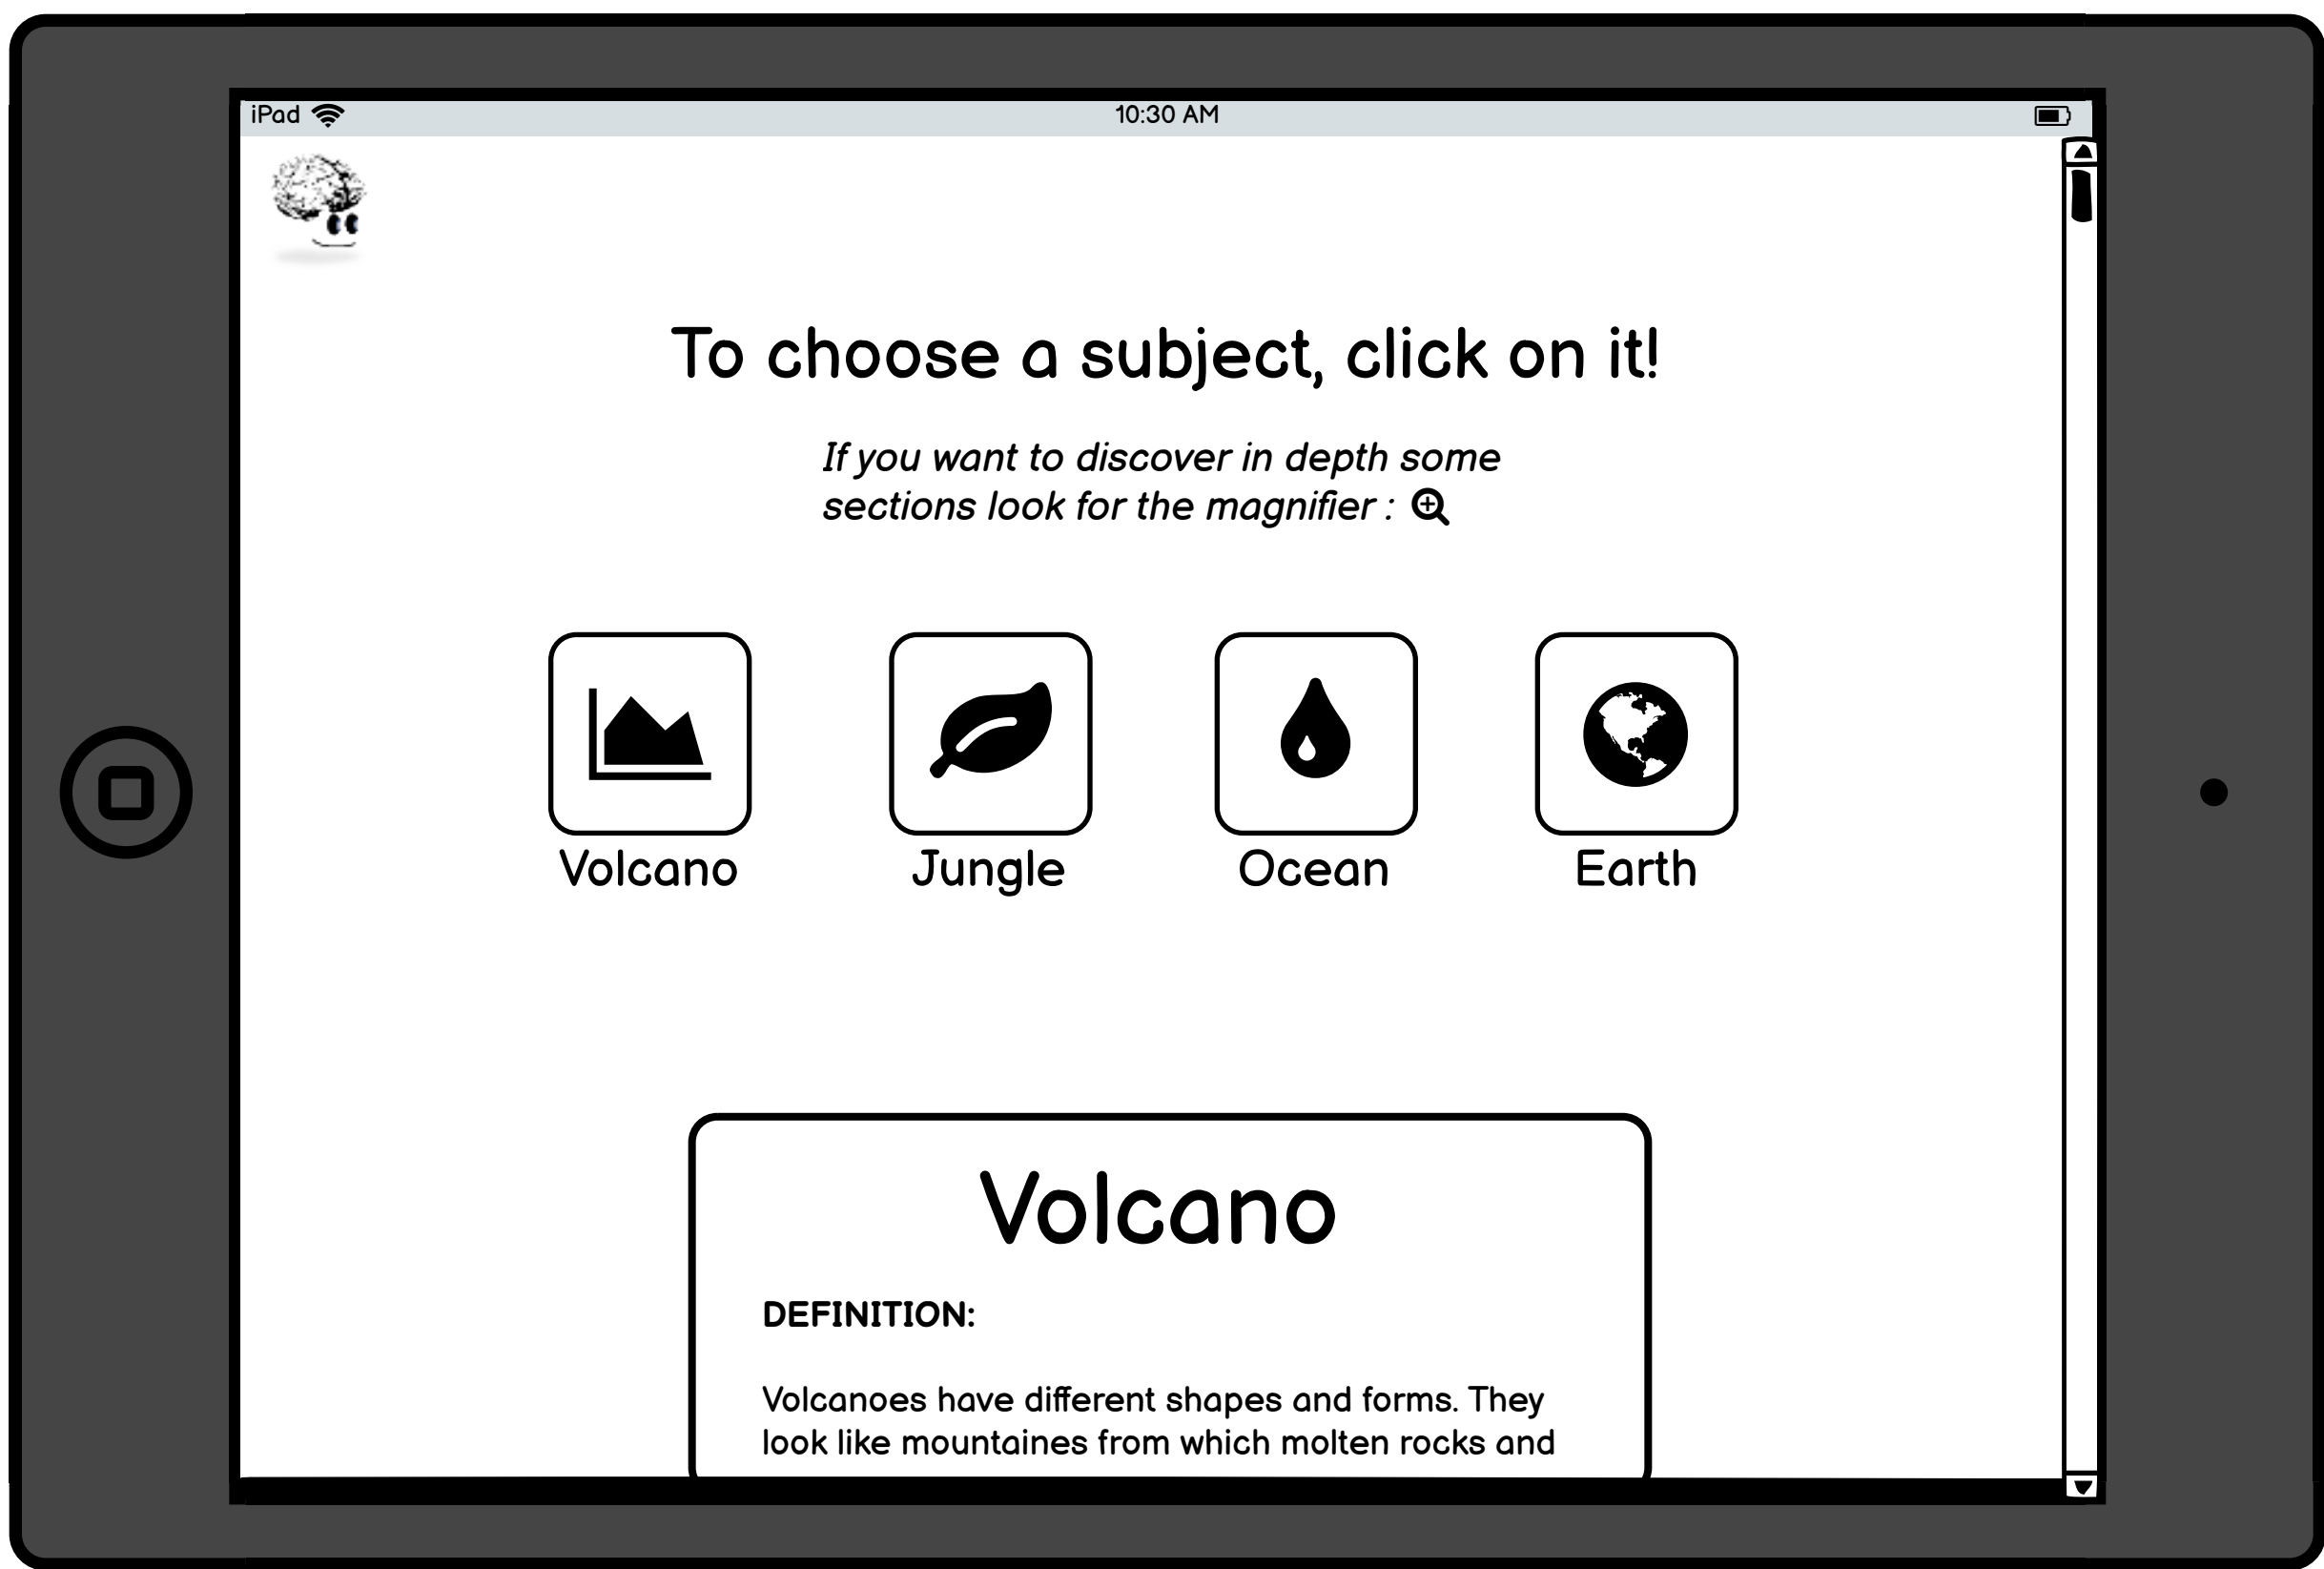 iPad
10:30 AM
To choose a subject, click on it!
If you want to discover in depth some
sections look for the magnifier :
Volcano
Jungle
Ocean
Earth
Volcano
DEFINITION:
Volcanoes have different shapes and forms. They
look like mountaines from which molten rocks and